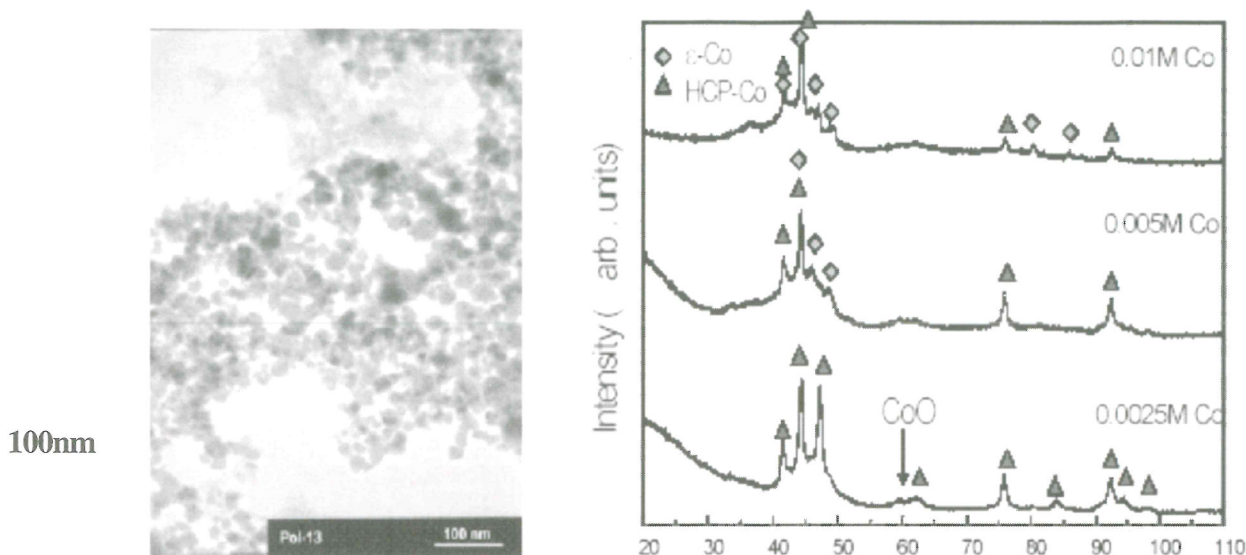 100nm
Pol-13
100 nm
Intensity ( arb . units)
ε-Co
HCP-Co
0.01M Co
0.005M Co
CoO
0.0025M Co
20 30 40 50 60 70 80 90 100 110